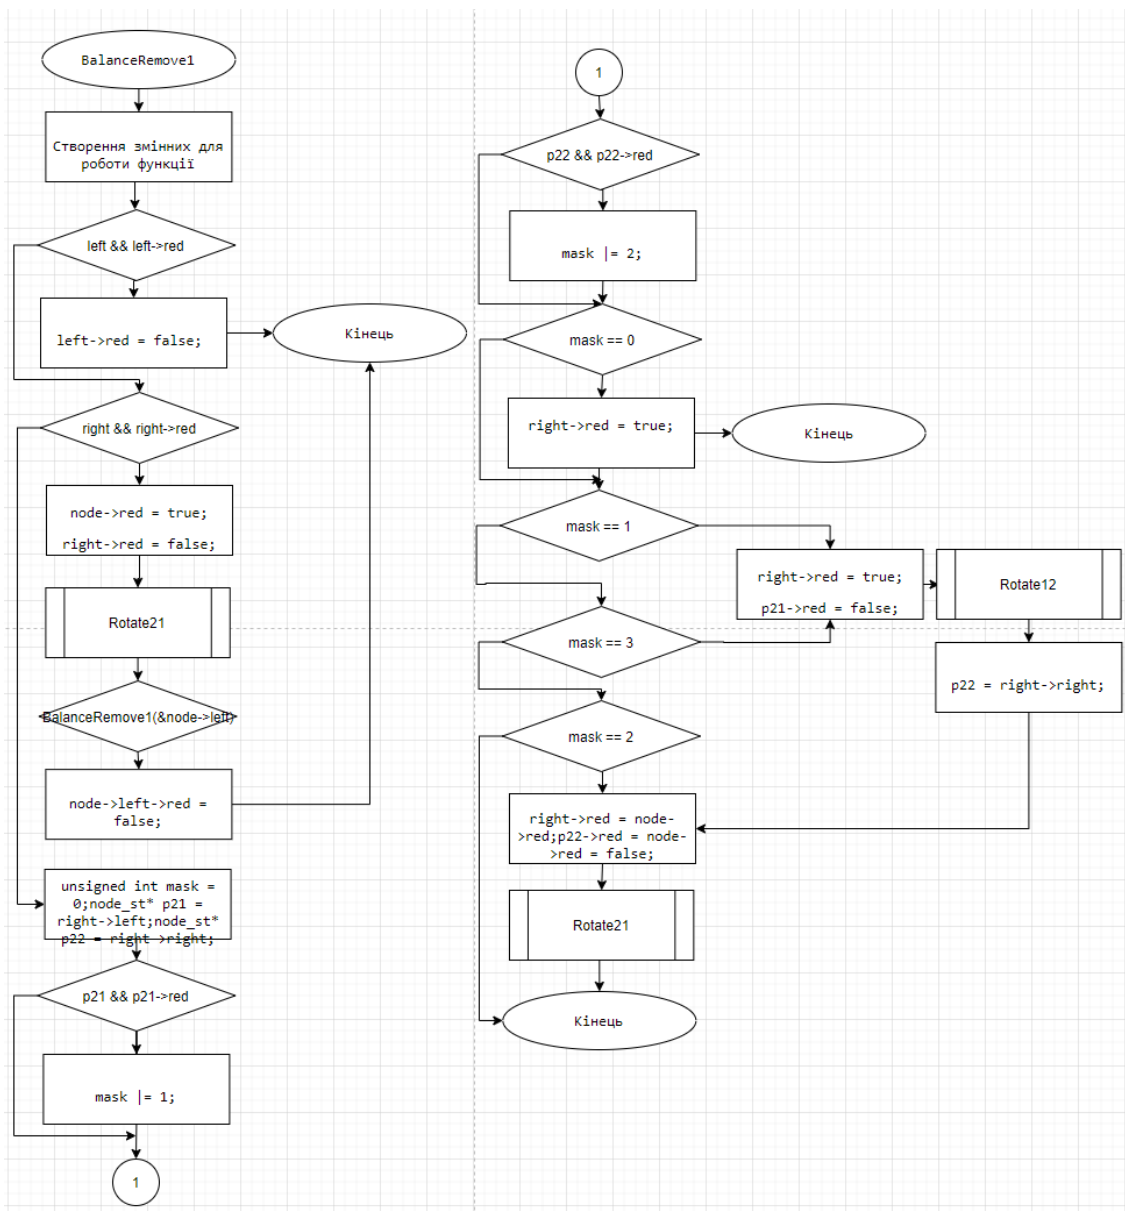 BalanceRemove1
Створення змінних для
роботи функції
left && left->red
left->red = false;
Кінець
right && right->red
node->red = true;
right->red = false;
Rotate21
BalanceRemove1(&node->left)
node->left->red =
false;
unsigned int mask =
0;node_st* p21 =
right->left;node_st*
p22 = right->right;
p21 && p21->red
mask |= 1;
1
1
p22 && p22->red
mask |= 2;
mask == 0
right->red = true;
Кінець
mask == 1
right->red = true;
p21->red = false;
Rotate12
mask == 3
p22 = right->right;
mask == 2
right->red = node-
>red;p22->red = node-
>red = false;
Rotate21
Кінець